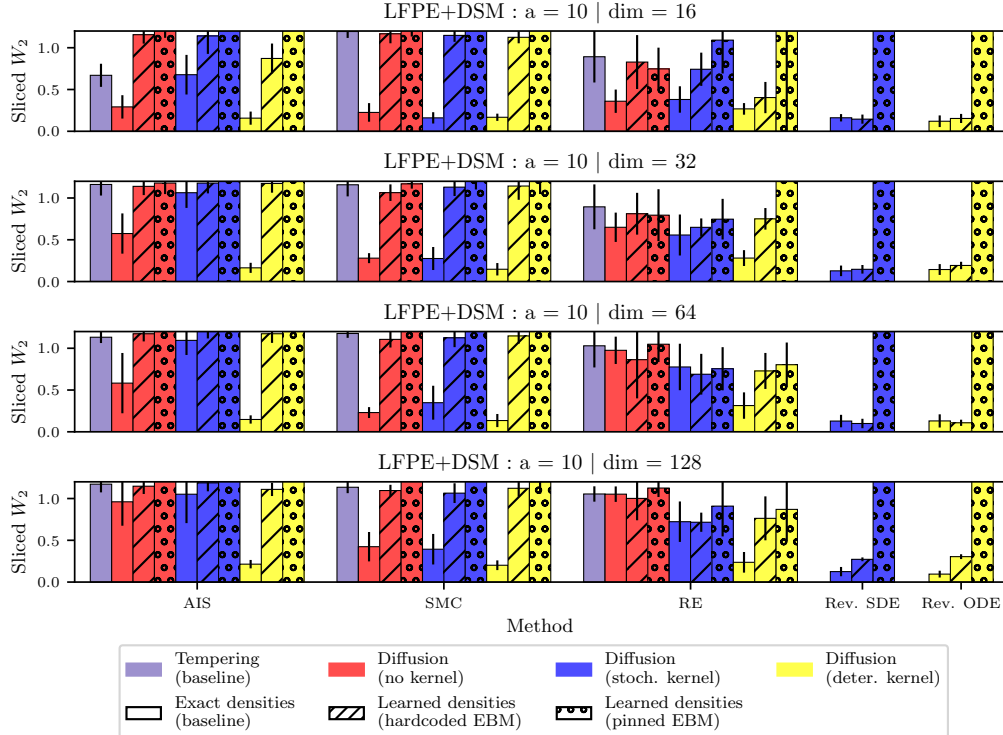 LFPE+DSM : a = 10 | dim = 16
Sliced W2
1.0
0.5
0.0
LFPE+DSM : a = 10 | dim = 32
Sliced W2
1.0
0.5
0.0
LFPE+DSM : a = 10 | dim = 64
Sliced W2
1.0
0.5
0.0
LFPE+DSM : a = 10 | dim = 128
Sliced W2
1.0
0.5
0.0
AIS SMC RE Rev. SDE Rev. ODE
Method
Tempering
(baseline)
Diffusion
(no kernel)
Diffusion
(stoch. kernel)
Diffusion
(deter. kernel)
Exact densities
(baseline)
Learned densities
(hardcoded EBM)
Learned densities
(pinned EBM)